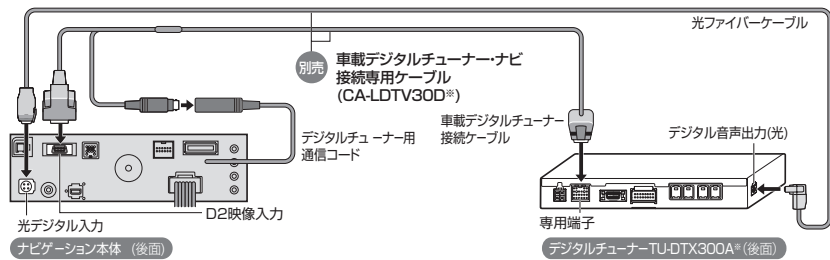 光ファイバーケーブル
別売
車載デジタルチューナー・ナビ
接続専用ケーブル
(CA-LDTV30D※)
車載デジタルチューナー
接続ケーブル
デジタルチューナー用
通信コード
デジタル音声出力(光)
D2映像入力
光デジタル入力
専用端子
ナビゲーション本体 (後面)
デジタルチューナーTU-DTX300A※(後面)